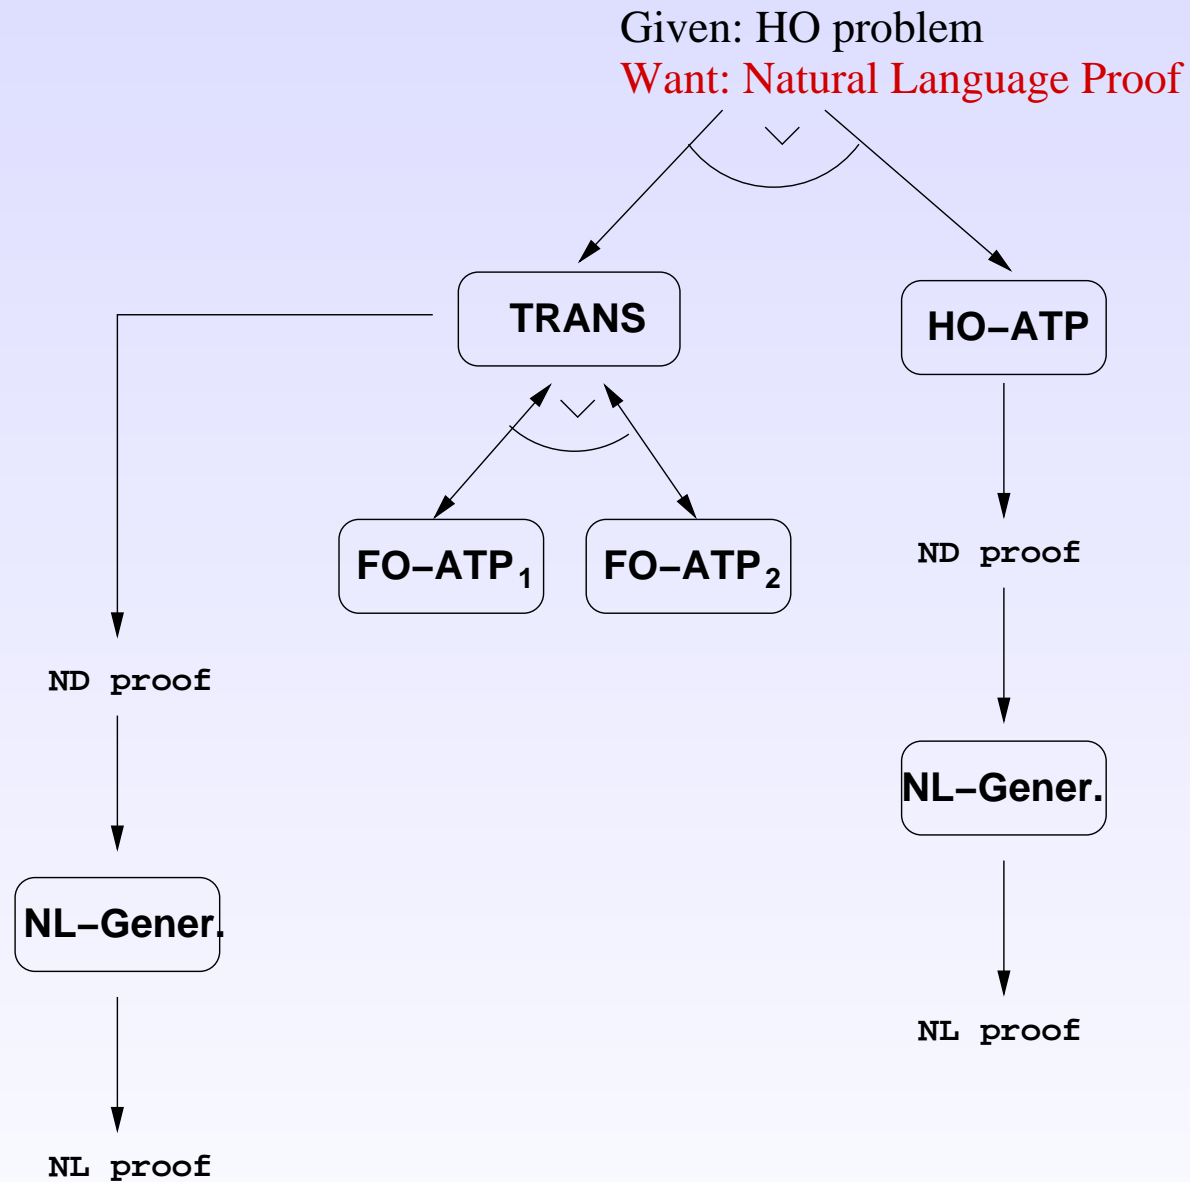 Given: HO problem
Want: Natural Language Proof
TRANS
HO–ATP
FO–ATP1
FO–ATP2
ND proof
ND proof
NL–Gener.
NL–Gener.
NL proof
NL proof